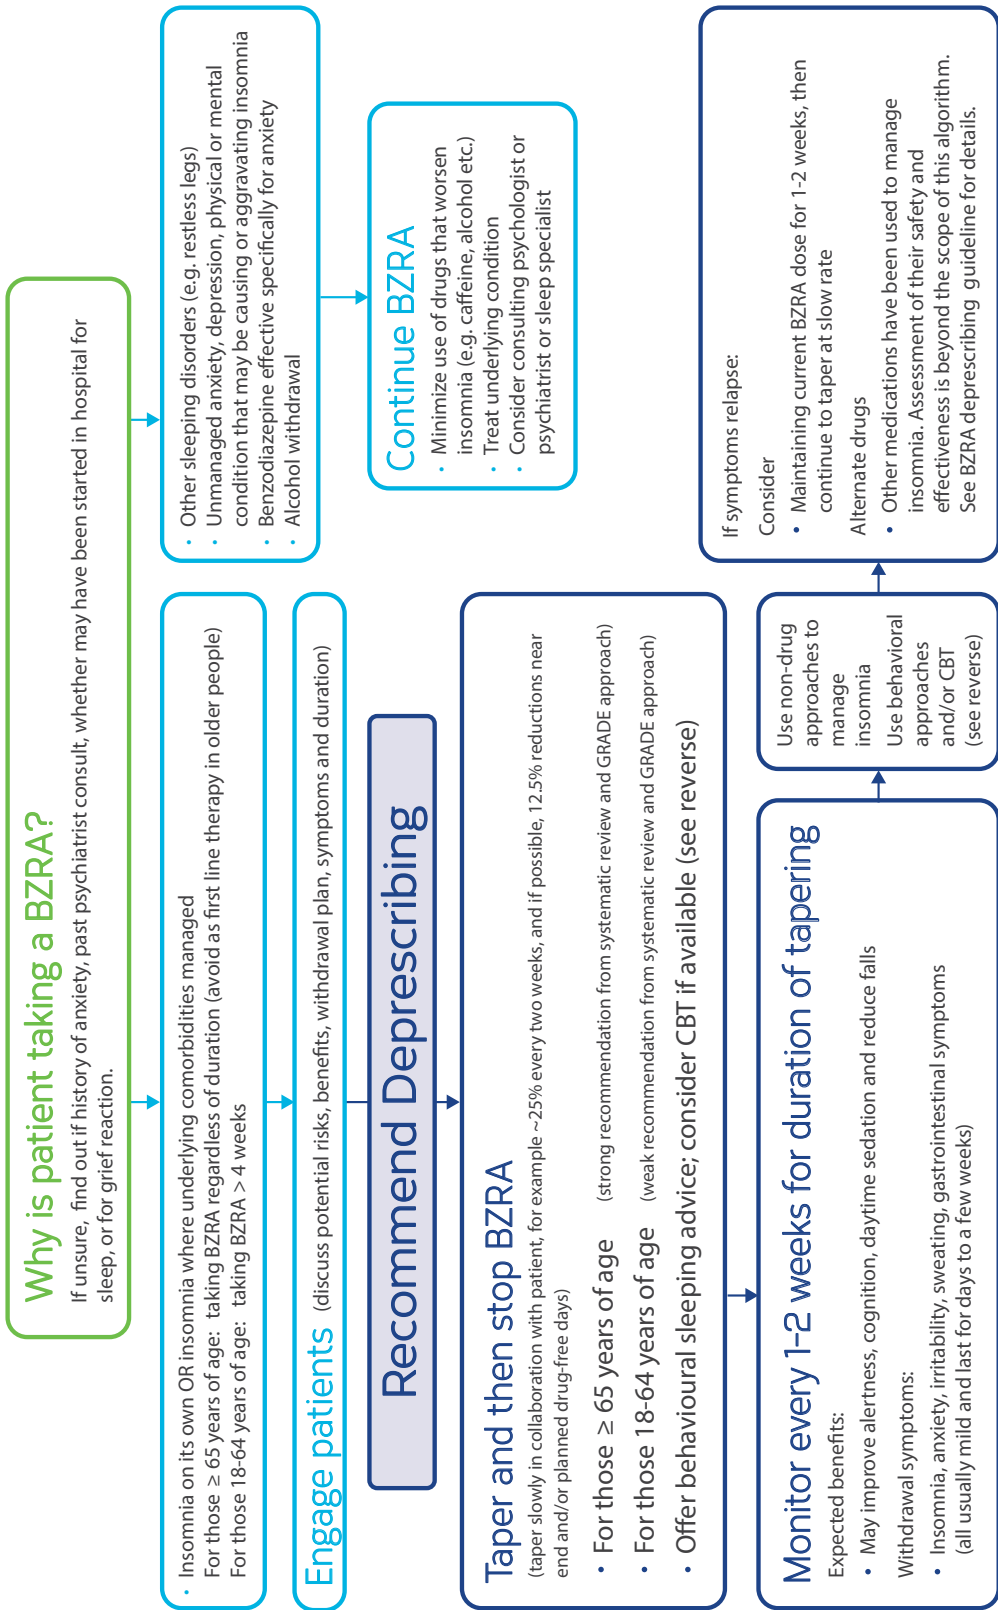 Why is patient taking a BZRA?
If unsure, find out if history of anxiety, past psychiatrist consult, whether may have been started in hospital for
sleep, or for grief reaction.
• Insomnia on its own OR insomnia where underlying comorbidities managed
For those ≥ 65 years of age: taking BZRA regardless of duration (avoid as first line therapy in older people)
For those 18-64 years of age: taking BZRA > 4 weeks
• Other sleeping disorders (e.g. restless legs)
• Unmanaged anxiety, depression, physical or mental
condition that may be causing or aggravating insomnia
• Benzodiazepine effective specifically for anxiety
• Alcohol withdrawal
Engage patients (discuss potential risks, benefits, withdrawal plan, symptoms and duration)
Continue BZRA
• Minimize use of drugs that worsen
insomnia (e.g. caffeine, alcohol etc.)
• Treat underlying condition
• Consider consulting psychologist or
psychiatrist or sleep specialist
Recommend Deprescribing
Taper and then stop BZRA
(taper slowly in collaboration with patient, for example ~25% every two weeks, and if possible, 12.5% reductions near
end and/or planned drug-free days)
• For those ≥ 65 years of age (strong recommendation from systematic review and GRADE approach)
• For those 18-64 years of age (weak recommendation from systematic review and GRADE approach)
• Offer behavioural sleeping advice; consider CBT if available (see reverse)
Monitor every 1-2 weeks for duration of tapering
Expected benefits:
• May improve alertness, cognition, daytime sedation and reduce falls
Withdrawal symptoms:
• Insomnia, anxiety, irritability, sweating, gastrointestinal symptoms
(all usually mild and last for days to a few weeks)
Use non-drug
approaches to
manage
insomnia
Use behavioral
approaches
and/or CBT
(see reverse)
If symptoms relapse:
Consider
• Maintaining current BZRA dose for 1-2 weeks, then
continue to taper at slow rate
Alternate drugs
• Other medications have been used to manage
insomnia. Assessment of their safety and
effectiveness is beyond the scope of this algorithm.
See BZRA deprescribing guideline for details.